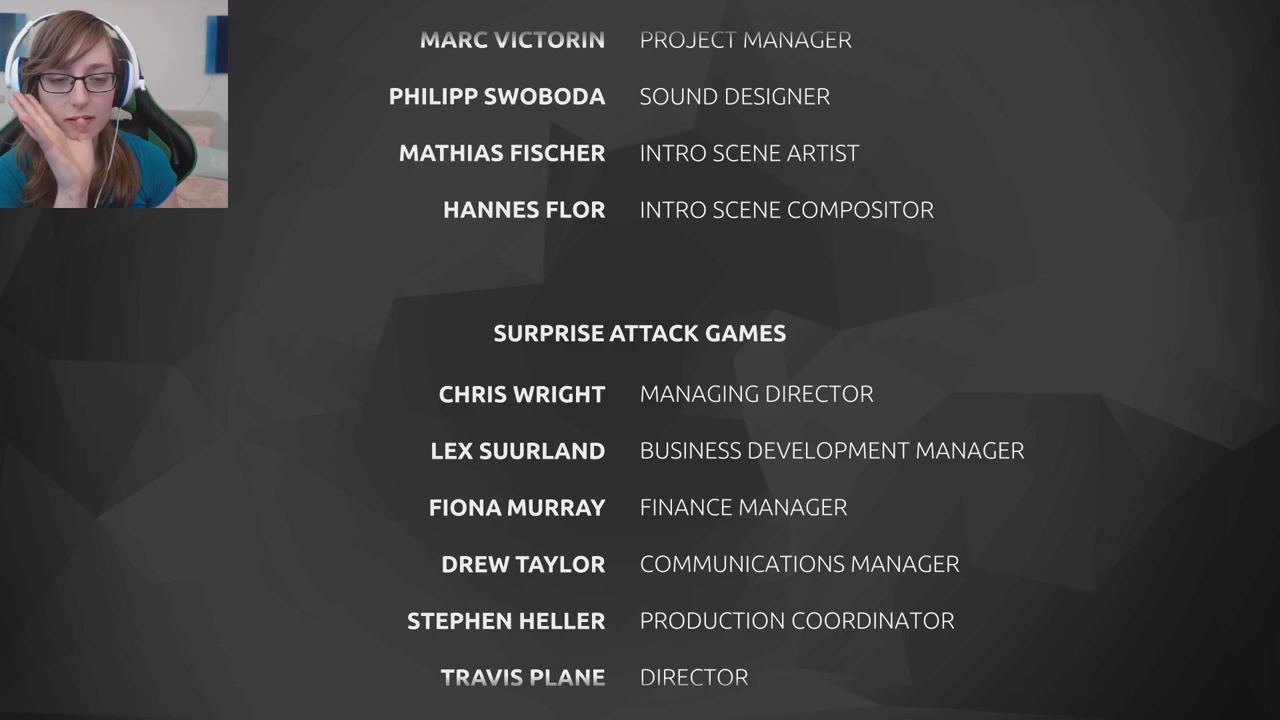 MARC VICTORIN PROJECT MANAGER
PHILIPP SWOBODA SOUND DESIGNER
MATHIAS FISCHER INTRO SCENE ARTIST
HANNES FLOR INTRO SCENE COMPOSITOR
SURPRISE ATTACK GAMES
CHRIS WRIGHT MANAGING DIRECTOR
LEX SUURLAND BUSINESS DEVELOPMENT MANAGER
FIONA MURRAY FINANCE MANAGER
DREW TAYLOR COMMUNICATIONS MANAGER
STEPHEN HELLER PRODUCTION COORDINATOR
TRAVIS PLANE DIRECTOR